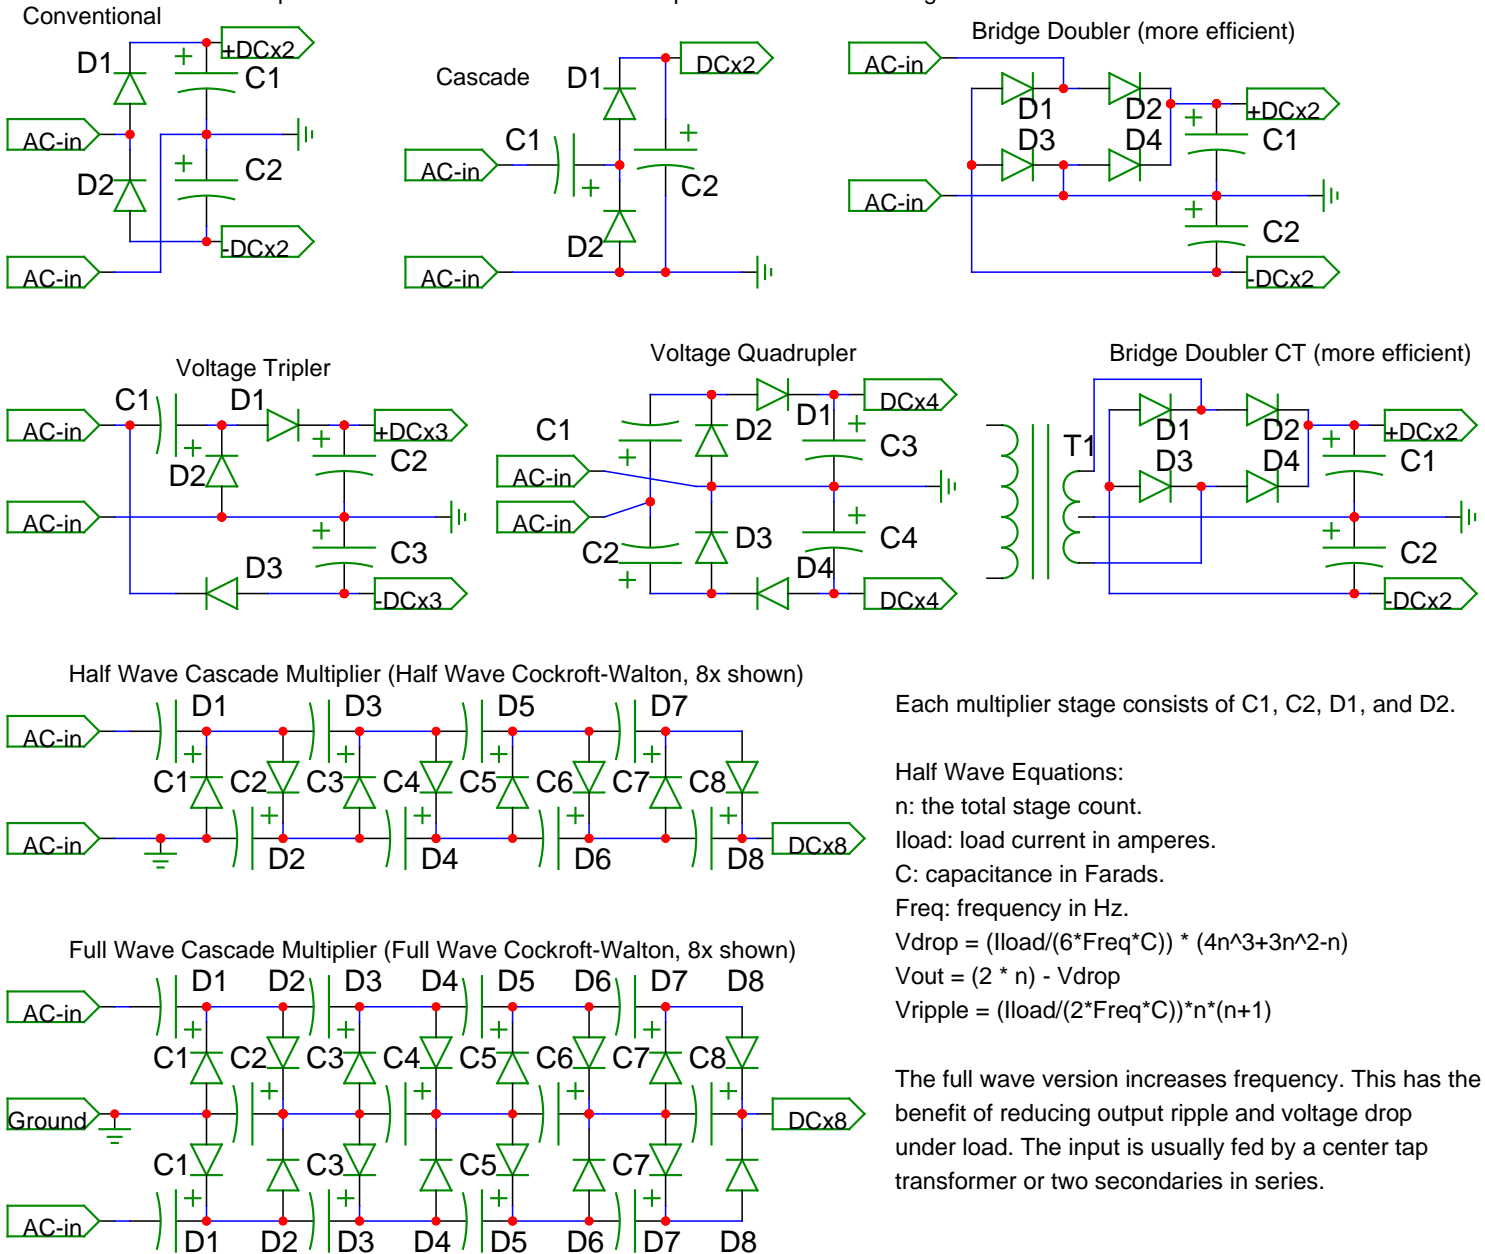 Conventional
D1
+
+DCx2
C1
AC-in
+
C2
D2
-DCx2
AC-in
Cascade
D1
DCx2
C1
+
AC-in
+
C2
D2
AC-in
Bridge Doubler (more efficient)
AC-in
D1
D2
+
+DCx2
D3
D4
C1
AC-in
+
C2
-DCx2
Voltage Tripler
C1
D1
AC-in
+
+
+DCx3
D2
C2
AC-in
+
C3
D3
-DCx3
Voltage Quadrupler
DCx4
C1
D2
D1
C3
+
AC-in
AC-in
+
C2
D3
C4
+
D4
DCx4
Bridge Doubler CT (more efficient)
T1
D1
D2
+
+DCx2
D3
D4
C1
+
C2
-DCx2
Half Wave Cascade Multiplier (Half Wave Cockroft-Walton, 8x shown)
D1 D3 D5 D7
AC-in
+ + + +
C1 C2 C3 C4 C5 C6 C7 C8
+ + + +
AC-in
D2 D4 D6 D8
DCx8
Full Wave Cascade Multiplier (Full Wave Cockroft-Walton, 8x shown)
D1 D2 D3 D4 D5 D6 D7 D8
AC-in
+ + + +
C1 C2 C3 C4 C5 C6 C7 C8
+ + + +
Ground
DCx8
C1 C3 C5 C7
+ + + +
AC-in
D1 D2 D3 D4 D5 D6 D7 D8
Each multiplier stage consists of C1, C2, D1, and D2.
Half Wave Equations:
n: the total stage count.
Iload: load current in amperes.
C: capacitance in Farads.
Freq: frequency in Hz.
Vdrop = (Iload/(6*Freq*C)) * (4n^3+3n^2-n)
Vout = (2 * n) - Vdrop
Vripple = (Iload/(2*Freq*C))*n*(n+1)
The full wave version increases frequency. This has the
benefit of reducing output ripple and voltage drop
under load. The input is usually fed by a center tap
transformer or two secondaries in series.